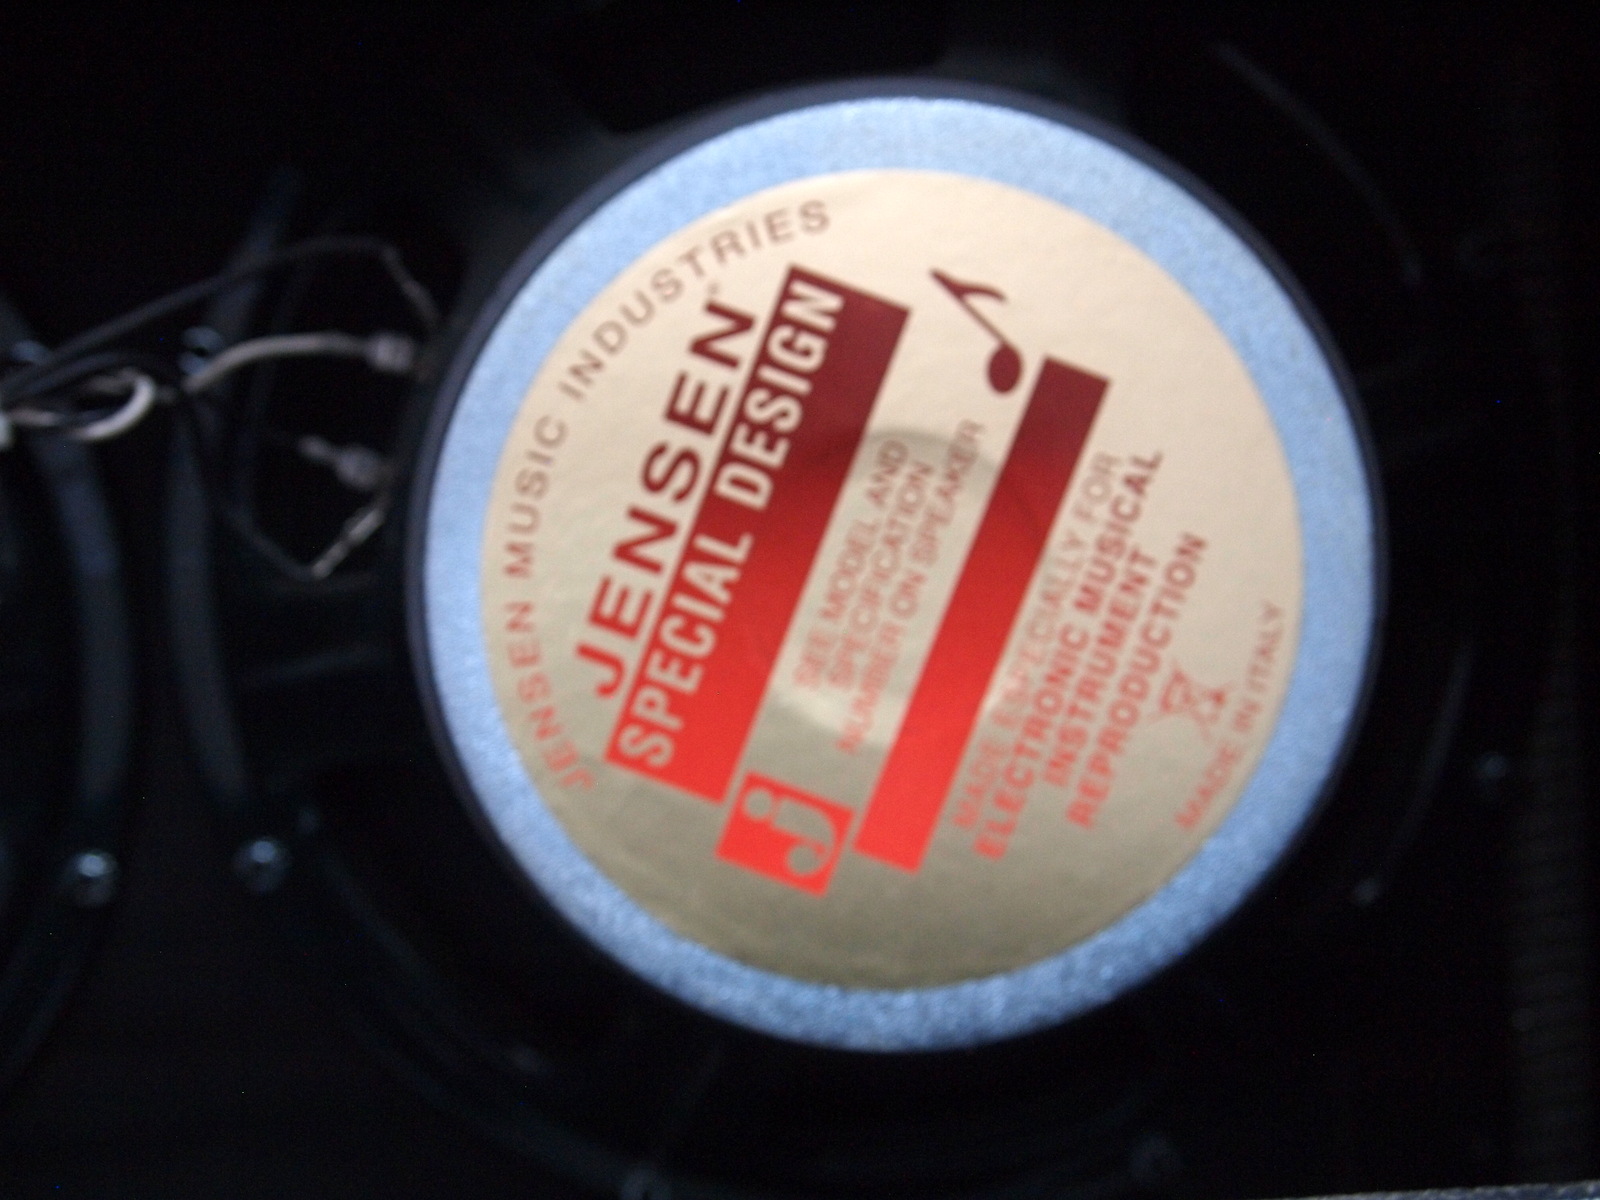 JENSEN MUSIC INDUSTRIES
JENSEN®
SPECIAL DESIGN
SEE MODEL AND
SPECIFICATION
NUMBER ON SPEAKER
MADE ESPECIALLY FOR
ELECTRONIC MUSICAL
INSTRUMENT
REPRODUCTION
MADE IN ITALY